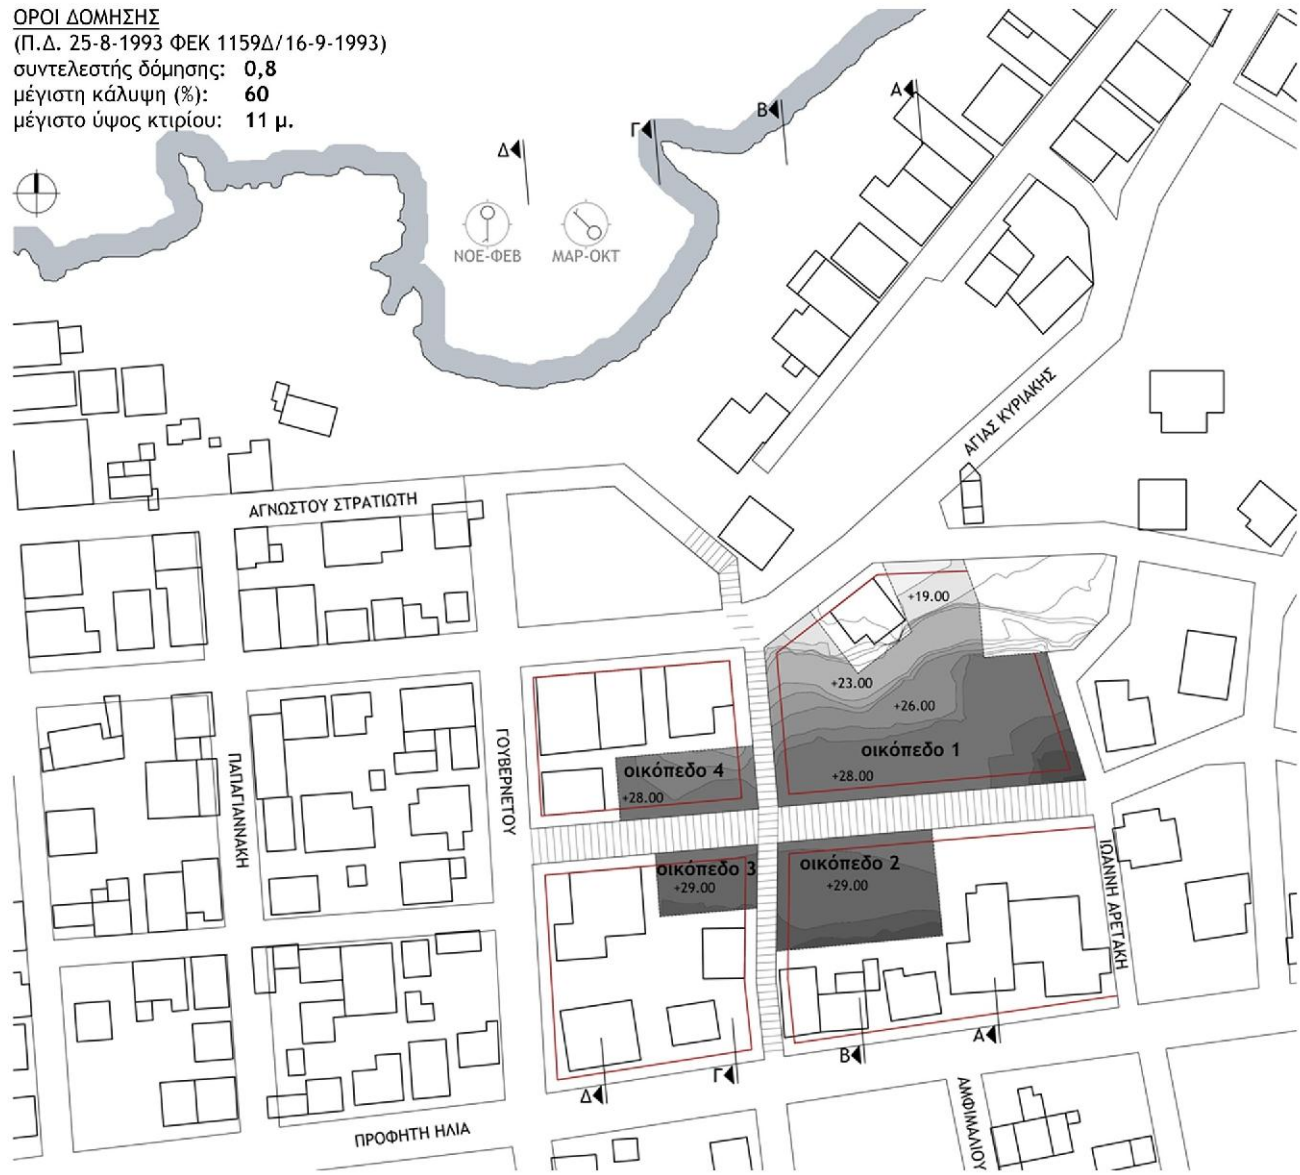 ΟΡΟΙ ΔΟΜΗΣΗΣ
(Π.Δ. 25-8-1993 ΦΕΚ 1159Δ/16-9-1993)
συντελεστής δόμησης: 0,8
μέγιστη κάλυψη (%): 60
μέγιστο ύψος κτιρίου: 11 μ.
Α
Β
Γ
Δ
ΝΟΕ-ΦΕΒ
ΜΑΡ-ΟΚΤ
ΑΓΙΑΣ ΚΥΡΙΑΚΗΣ
ΑΓΝΩΣΤΟΥ ΣΤΡΑΤΙΩΤΗ
+19.00
+23.00
+26.00
οικόπεδο 1
+28.00
οικόπεδο 4
+28.00
ΓΟΥΒΕΡΝΕΤΟΥ
ΠΑΠΑΓΙΑΝΝΑΚΗ
οικόπεδο 3
+29.00
οικόπεδο 2
+29.00
ΙΩΑΝΝΗ ΑΡΕΤΑΚΗ
Α
Β
Γ
Δ
ΠΡΟΦΗΤΗ ΗΛΙΑ
ΑΜΦΙΜΑΛΙΟΥ